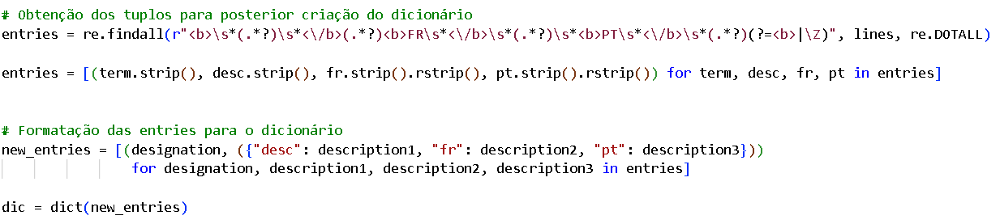 # Obtenção dos tuplos para posterior criação do dicionário
entries = re.findall(r"<b>\s*(.*?)\s*<\/b>(.*?)<b>FR\s*<\/b>\s*(.*?)\s*<b>PT\s*<\/b>\s*(.*?)(?=<b>|\Z)", lines, re.DOTALL)
entries = [(term.strip(), desc.strip(), fr.strip().rstrip(), pt.strip().rstrip()) for term, desc, fr, pt in entries]
# Formatação das entries para o dicionário
new_entries = [(designation, ({"desc": description1, "fr": description2, "pt": description3}))
for designation, description1, description2, description3 in entries]
dic = dict(new_entries)